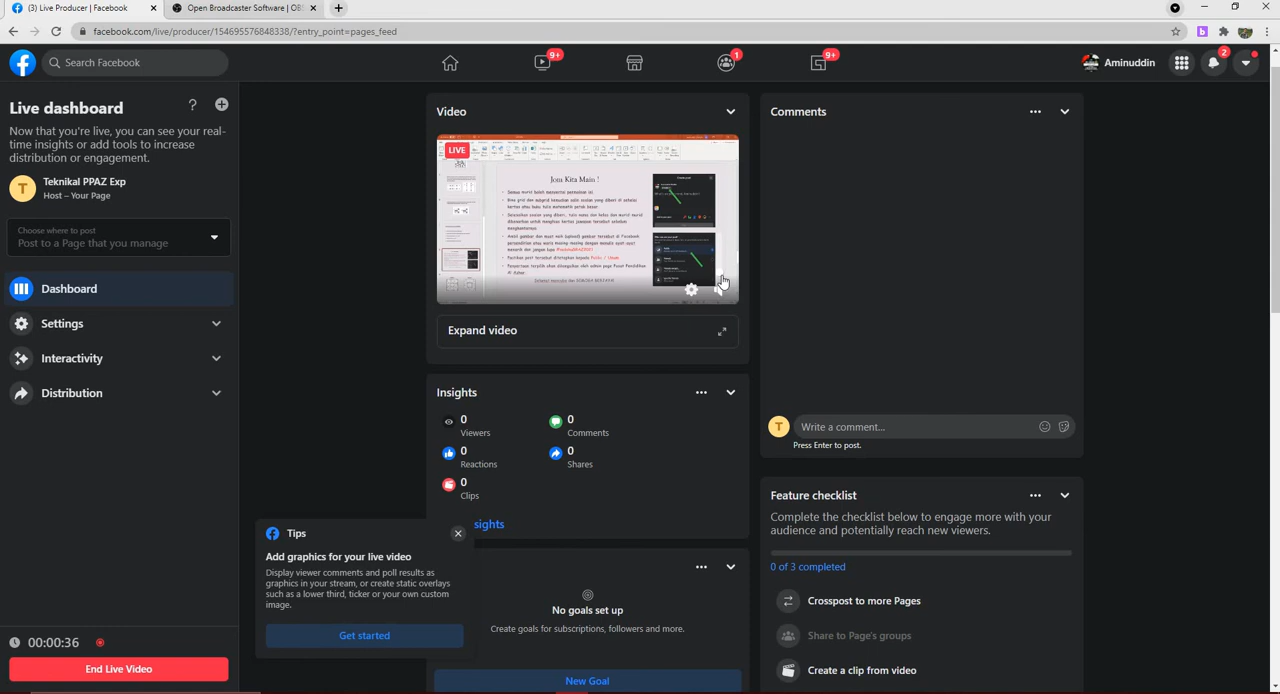 (3) Live Producer | Facebook
Open Broadcaster Software | OB
facebook.com/live/producer/154695576848338/?entry_point=pages_feed
Search Facebook
9+
1
9+
Aminuddin
2
Live dashboard
Now that you're live, you can see your real-
time insights or add tools to increase
distribution or engagement.
T
Teknikal PPAZ Exp
Host – Your Page
Choose where to post
Post to a Page that you manage
Dashboard
Settings
Interactivity
Distribution
00:00:36
End Live Video
Video
LIVE
Jom Kita Main !
Expand video
Insights
0
Viewers
0
Comments
0
Reactions
0
Shares
0
Clips
sights
Tips
Add graphics for your live video
Display viewer comments and poll results as
graphics in your stream, or create static overlays
such as a lower third, ticker or your own custom
image.
Get started
No goals set up
Create goals for subscriptions, followers and more.
New Goal
Comments
T
Write a comment...
Press Enter to post.
Feature checklist
Complete the checklist below to engage more with your
audience and potentially reach new viewers.
0 of 3 completed
Crosspost to more Pages
Share to Page's groups
Create a clip from video